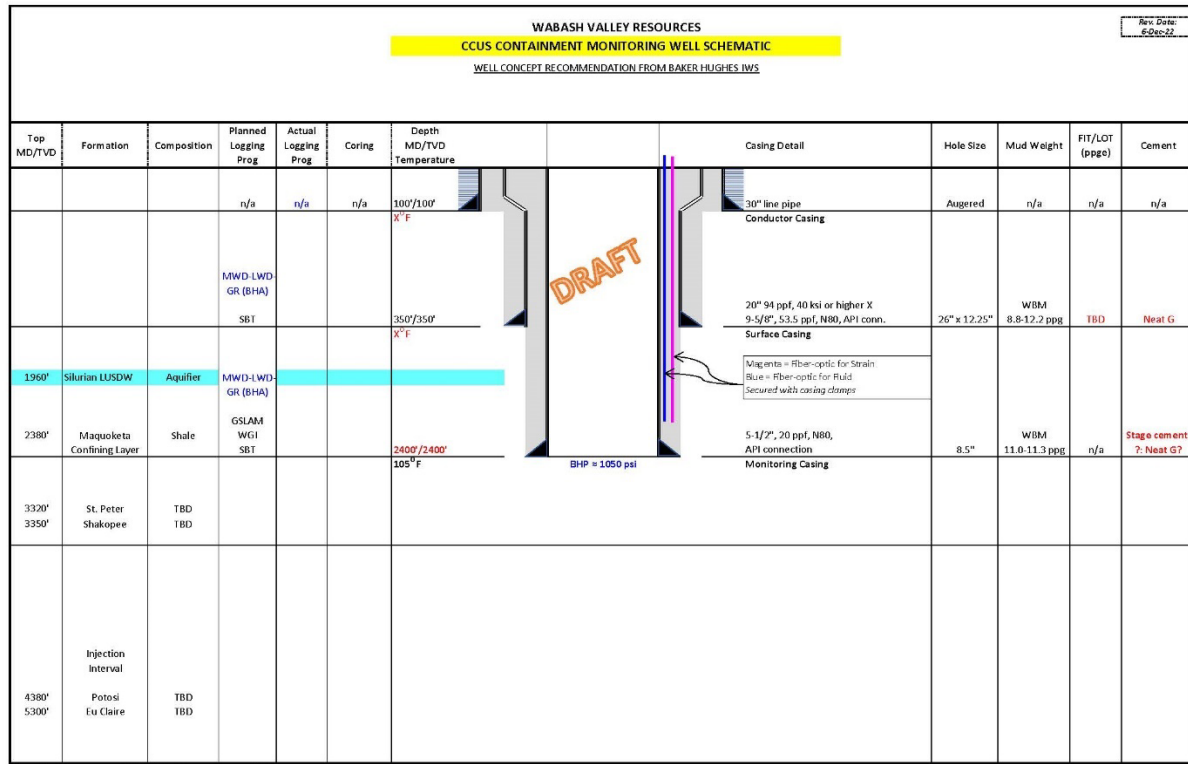 WABASH VALLEY RESOURCES
Rev. Date:
6-Dec-22
CCUS CONTAINMENT MONITORING WELL SCHEMATIC
WELL CONCEPT RECOMMENDATION FROM BAKER HUGHES IWS
Top MD/TVD Formation Composition Planned Logging Prog Actual Logging Prog Coring Depth MD/TVD Temperature Casing Detail Hole Size Mud Weight FIT/LOT (ppge) Cement
n/a n/a n/a 100'/100' 30" line pipe Augered n/a n/a n/a
X°F Conductor Casing
DRAFT
MWD-LWD-
GR (BHA)
20" 94 ppf, 40 ksi or higher X WBM
SBT 350'/350' 9-5/8", 53.5 ppf, N80, API conn. 26" x 12.25" 8.8-12.2 ppg TBD Neat G
X°F Surface Casing
Magenta = Fiber-optic for Strain
Blue = Fiber-optic for Fluid
Secured with casing clamps
1960' Silurian LUSDW Aquifier MWD-LWD-
GR (BHA)
GSLAM
2380' Maquoketa Shale WGI 5-1/2", 20 ppf, N80, WBM Stage cement
Confining Layer SBT 2400'/2400' API connection 8.5" 11.0-11.3 ppg n/a ?: Neat G?
105°F BHP = 1050 psi Monitoring Casing
3320' St. Peter TBD
3350' Shakopee TBD
Injection
Interval
4380' Potosi TBD
5300' Eu Claire TBD